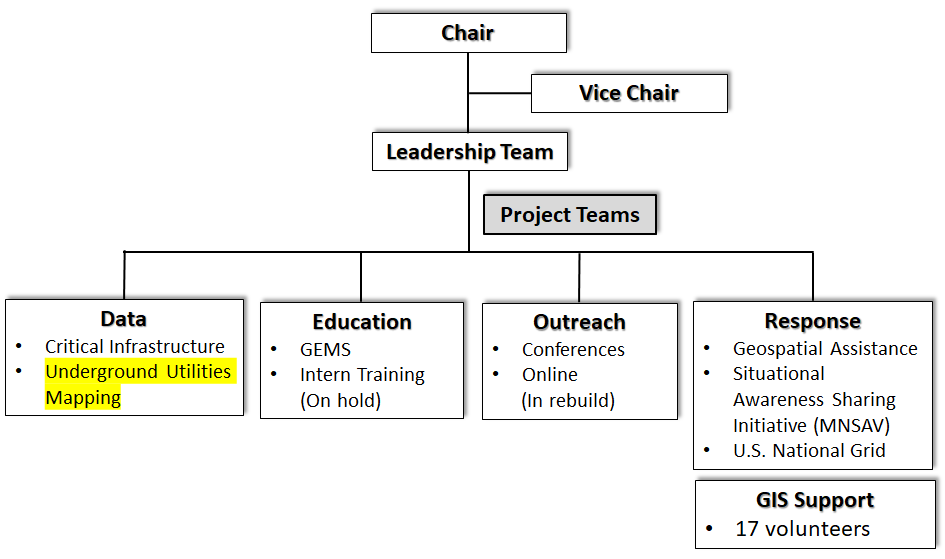 Chair
Vice Chair
Leadership Team
Project Teams
Data
• Critical Infrastructure
• Underground Utilities
Mapping
Education
• GEMS
• Intern Training
(On hold)
Outreach
• Conferences
• Online
(In rebuild)
Response
• Geospatial Assistance
• Situational
Awareness Sharing
Initiative (MNSAV)
• U.S. National Grid
GIS Support
• 17 volunteers